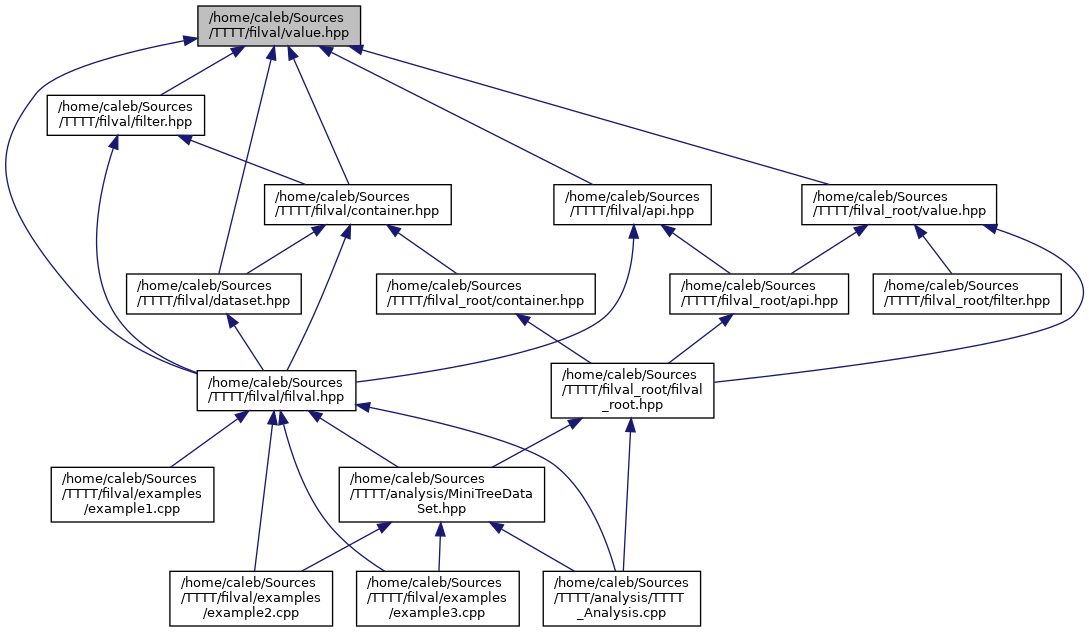 /home/caleb/Sources
/TTTT/filval/value.hpp
/home/caleb/Sources
/TTTT/filval/filter.hpp
/home/caleb/Sources
/TTTT/filval/container.hpp
/home/caleb/Sources
/TTTT/filval/api.hpp
/home/caleb/Sources
/TTTT/filval_root/value.hpp
/home/caleb/Sources
/TTTT/filval/dataset.hpp
/home/caleb/Sources
/TTTT/filval_root/container.hpp
/home/caleb/Sources
/TTTT/filval_root/api.hpp
/home/caleb/Sources
/TTTT/filval_root/filter.hpp
/home/caleb/Sources
/TTTT/filval/filval.hpp
/home/caleb/Sources
/TTTT/filval_root/filval
_root.hpp
/home/caleb/Sources
/TTTT/filval/examples
/example1.cpp
/home/caleb/Sources
/TTTT/analysis/MiniTreeData
Set.hpp
/home/caleb/Sources
/TTTT/filval/examples
/example2.cpp
/home/caleb/Sources
/TTTT/filval/examples
/example3.cpp
/home/caleb/Sources
/TTTT/analysis/TTTT
_Analysis.cpp